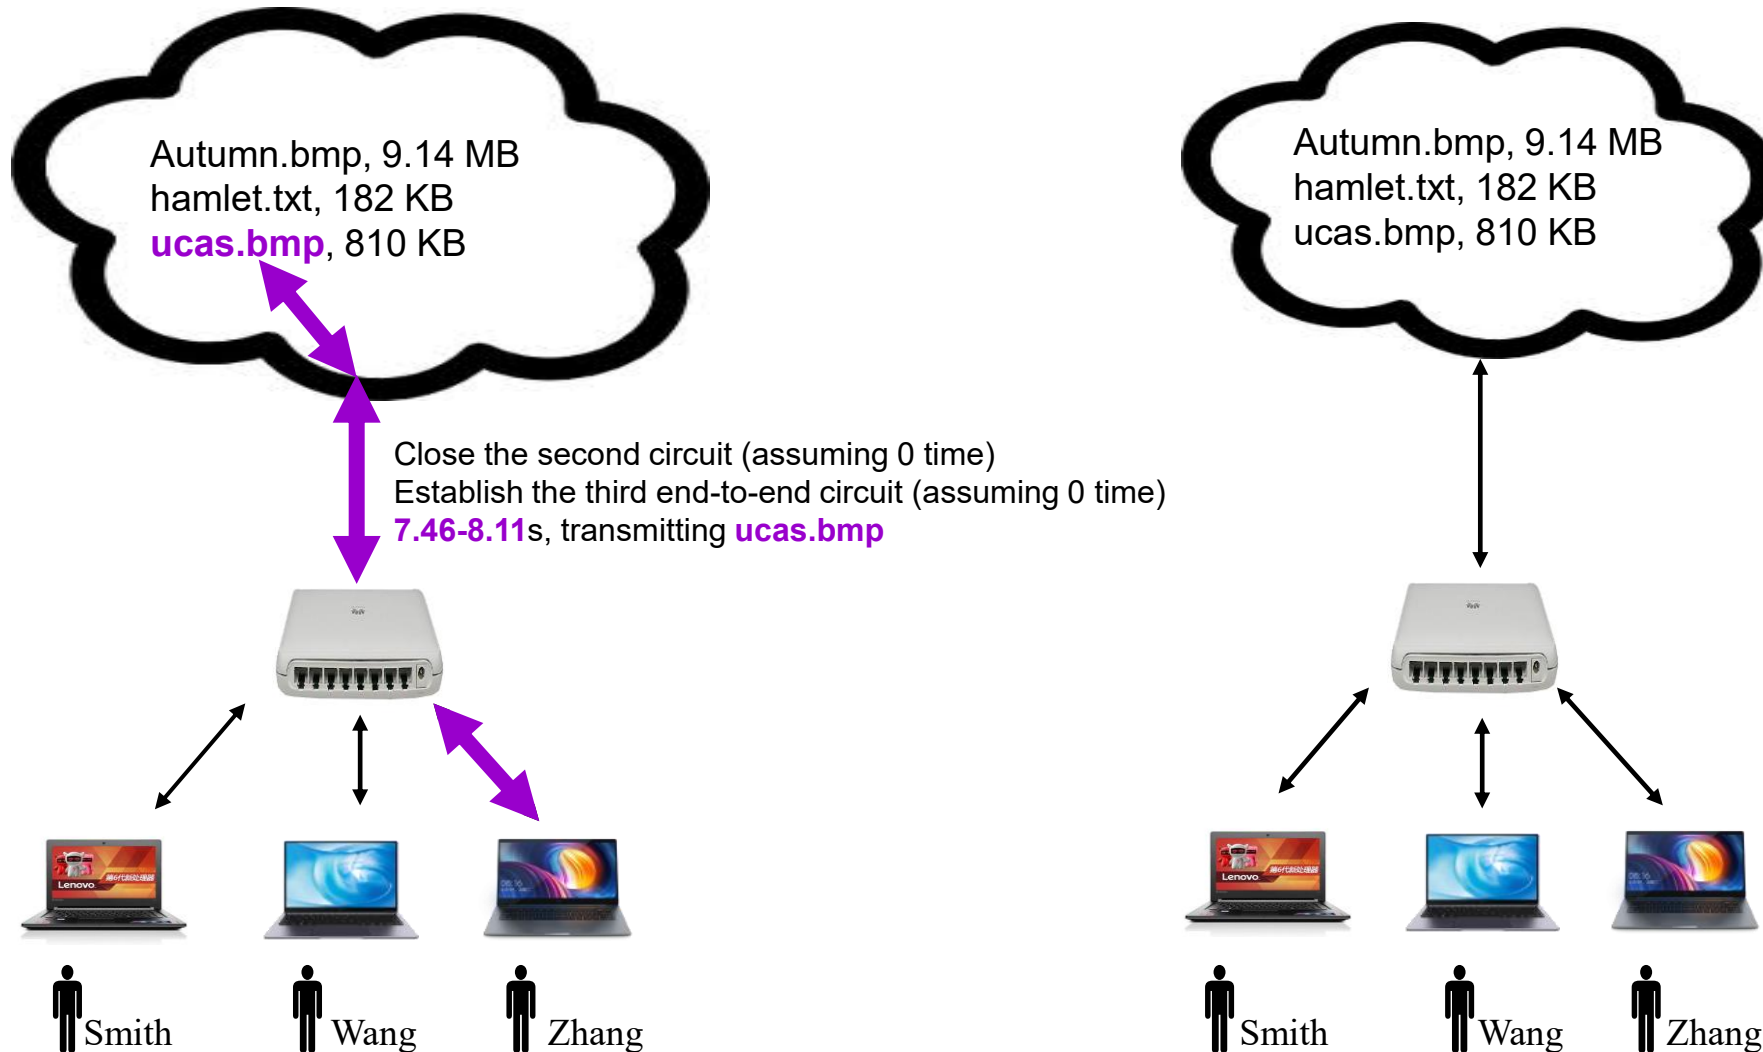 Autumn.bmp, 9.14 MB
hamlet.txt, 182 KB
ucas.bmp, 810 KB
Close the second circuit (assuming 0 time)
Establish the third end-to-end circuit (assuming 0 time)
7.46-8.11s, transmitting ucas.bmp
Lenovo
Smith
Wang
Zhang
Autumn.bmp, 9.14 MB
hamlet.txt, 182 KB
ucas.bmp, 810 KB
Lenovo
Smith
Wang
Zhang